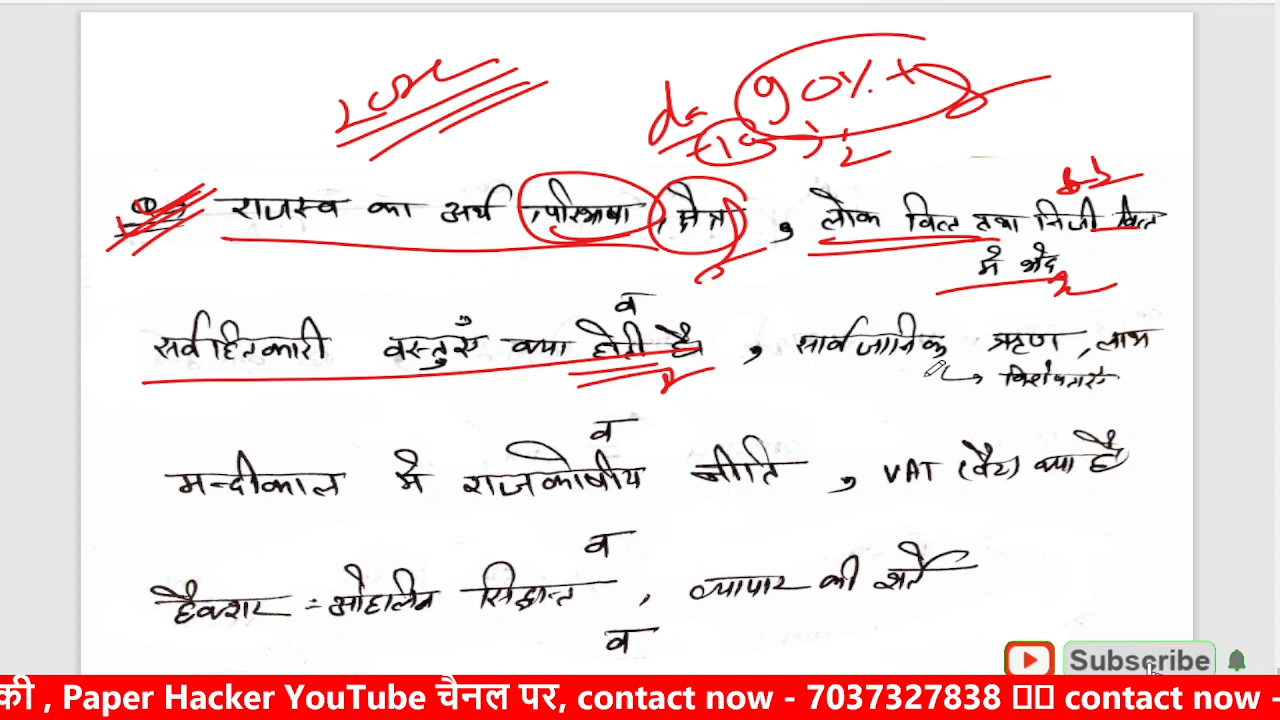 90%+
राजस्व का अर्थ, परिभाषा, क्षेत्र, लोक वित्त तथा निजी वित्त
में भेद
व
सर्वहितकारी वस्तुएँ क्या होती है, सार्वजनिक ऋण, लाभ
विशेषताएँ
व
मन्दीकाल में राजकोषीय नीति, VAT (वैट) क्या है
व
हैक्शर = ओहलिन सिद्धान्त, व्यापार की शर्तें
व
Subscribe
की , Paper Hacker YouTube चैनल पर, contact now - 7037327838 contact now -